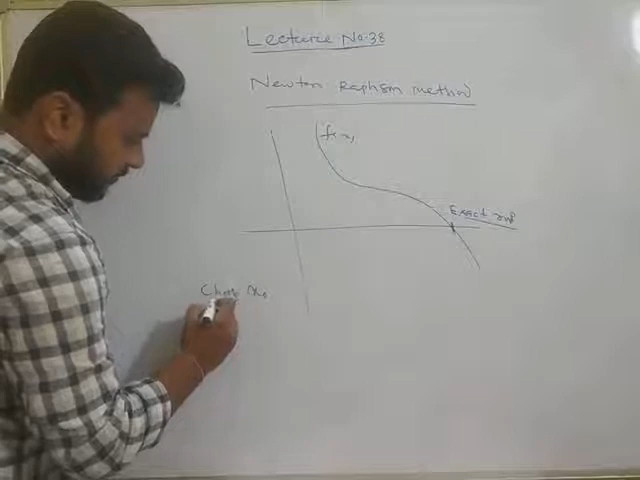 Lecture No.38
Newton Raphson method
f(x)
Exact root
Choose x₀